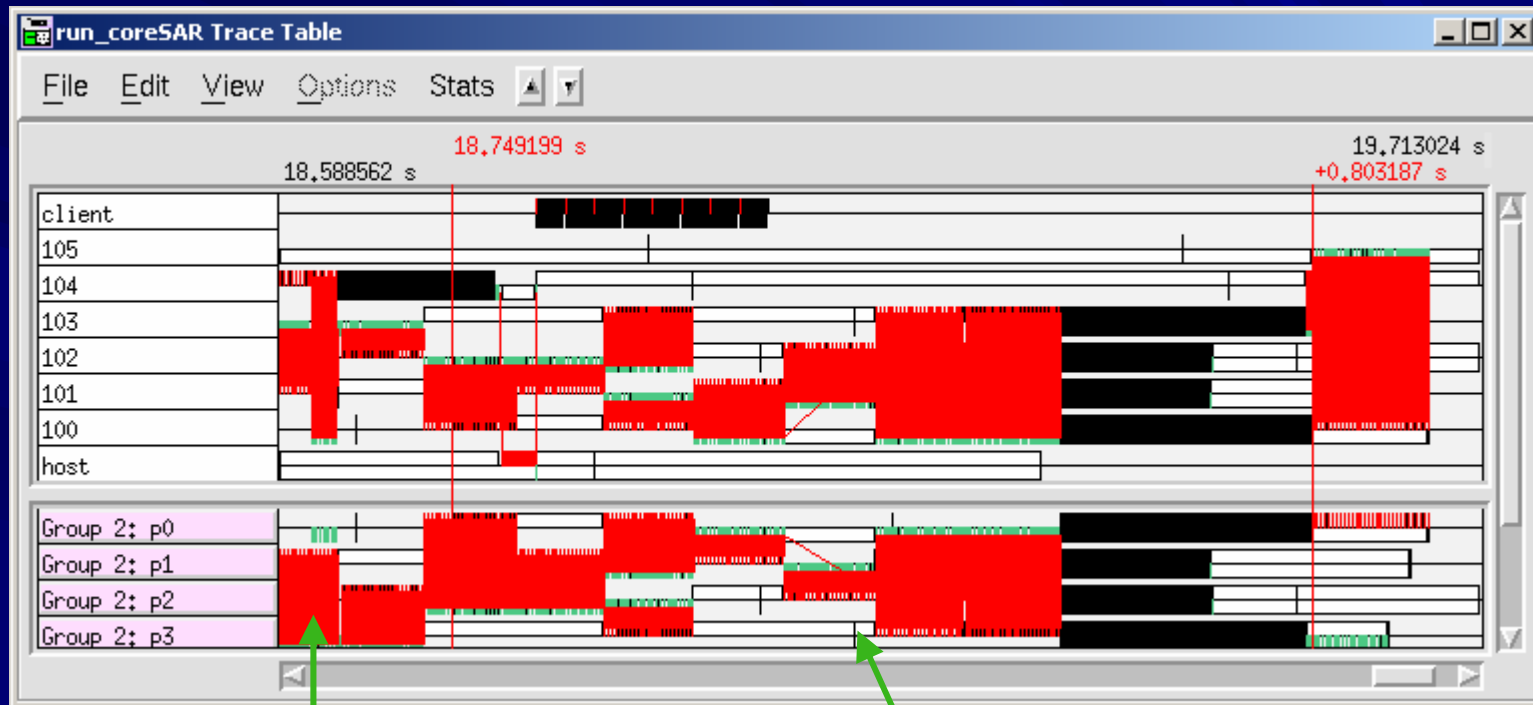 run_coreSAR Trace Table
File Edit View Options Stats
18.749199 s
19.713024 s
18.588562 s
+0.803187 s
client
105
104
103
102
101
100
host
Group 2: p0
Group 2: p1
Group 2: p2
Group 2: p3